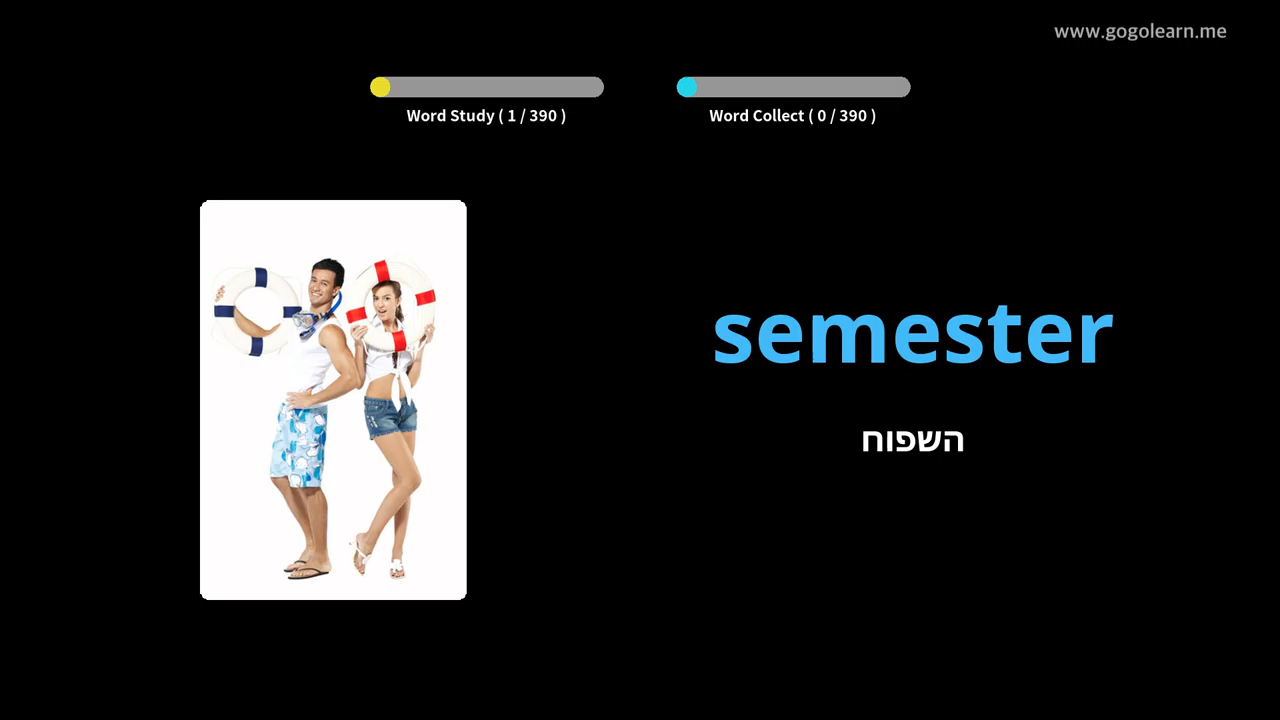 www.gogolearn.me
Word Study ( 1 / 390 )
Word Collect ( 0 / 390 )
semester
השפוח